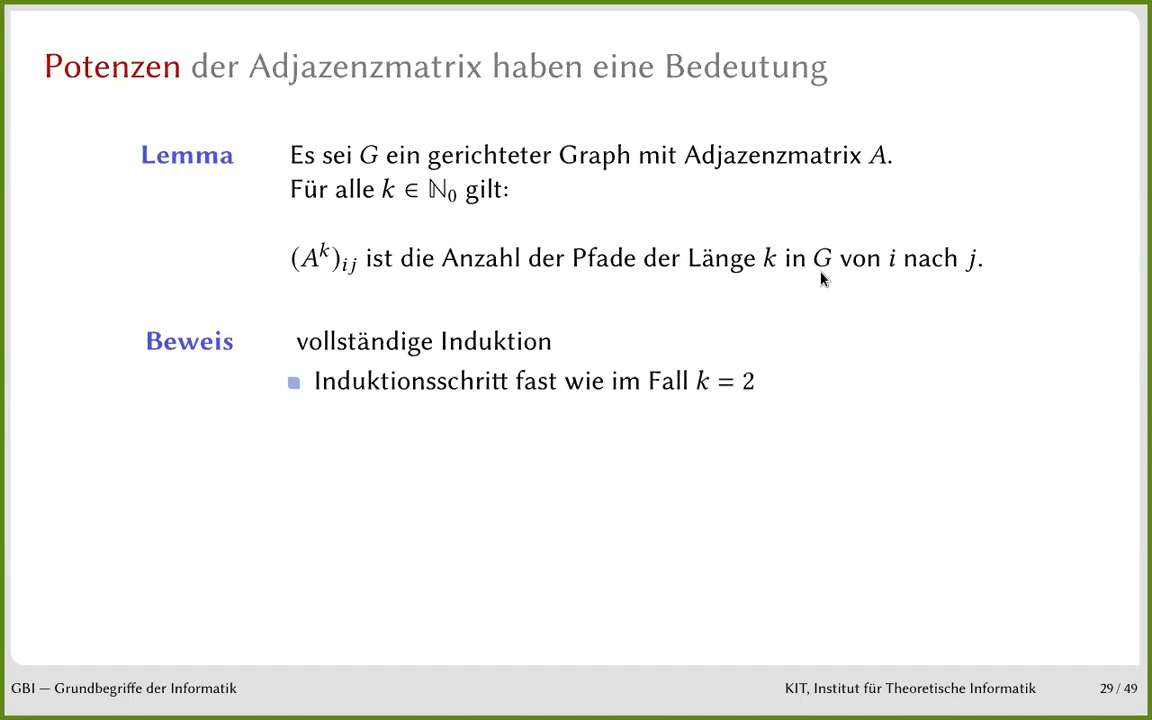 Potenzen der Adjazenzmatrix haben eine Bedeutung
Lemma Es sei G ein gerichteter Graph mit Adjazenzmatrix A.
Für alle k ∈ ℕ₀ gilt:
(Aᵏ)ᵢⱼ ist die Anzahl der Pfade der Länge k in G von i nach j.
Beweis vollständige Induktion
Induktionsschritt fast wie im Fall k = 2
GBI — Grundbegriffe der Informatik KIT, Institut für Theoretische Informatik 29 / 49